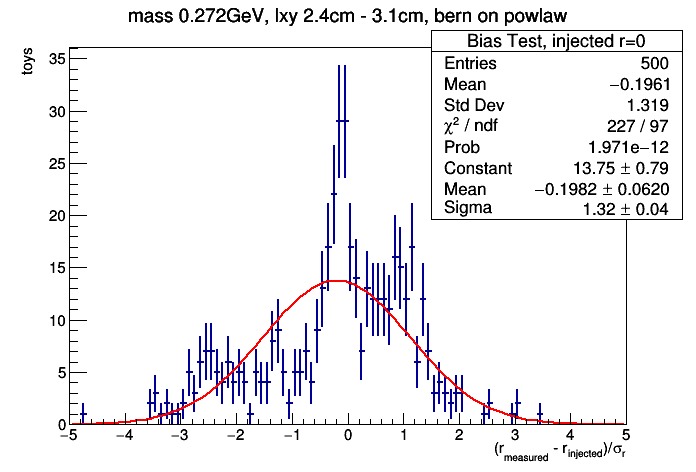 mass 0.272GeV, lxy 2.4cm - 3.1cm, bern on powlaw
Bias Test, injected r=0
Entries 500
Mean −0.1961
Std Dev 1.319
χ² / ndf 227 / 97
Prob 1.971e−12
Constant 13.75 ± 0.79
Mean −0.1982 ± 0.0620
Sigma 1.32 ± 0.04
toys
35
30
25
20
15
10
5
0
−5 −4 −3 −2 −1 0 1 2 3 4 5
(r_measured - r_injected)/σ_r